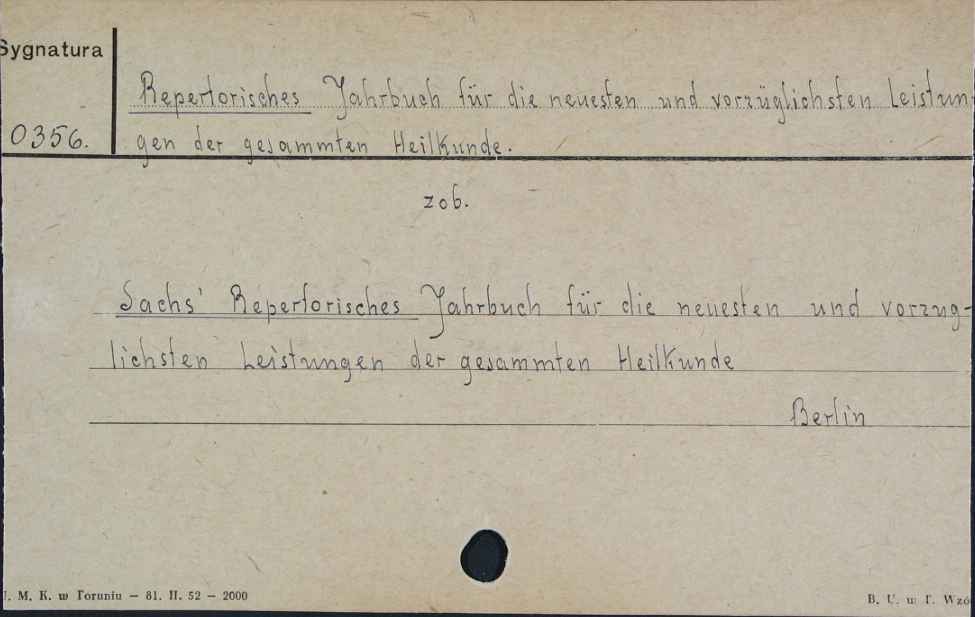 Sygnatura
Repertorisches Jahrbuch für die neuesten und vorzüglichsten Leistun-
0356. gen der gesammten Heilkunde.
zob.
Sachs' Repertorisches Jahrbuch für die neuesten und vorzug-
lichsten Leistungen der gesammten Heilkunde
Berlin
M. K. w Toruniu — 81. II. 52 — 2000
B. U. w T.